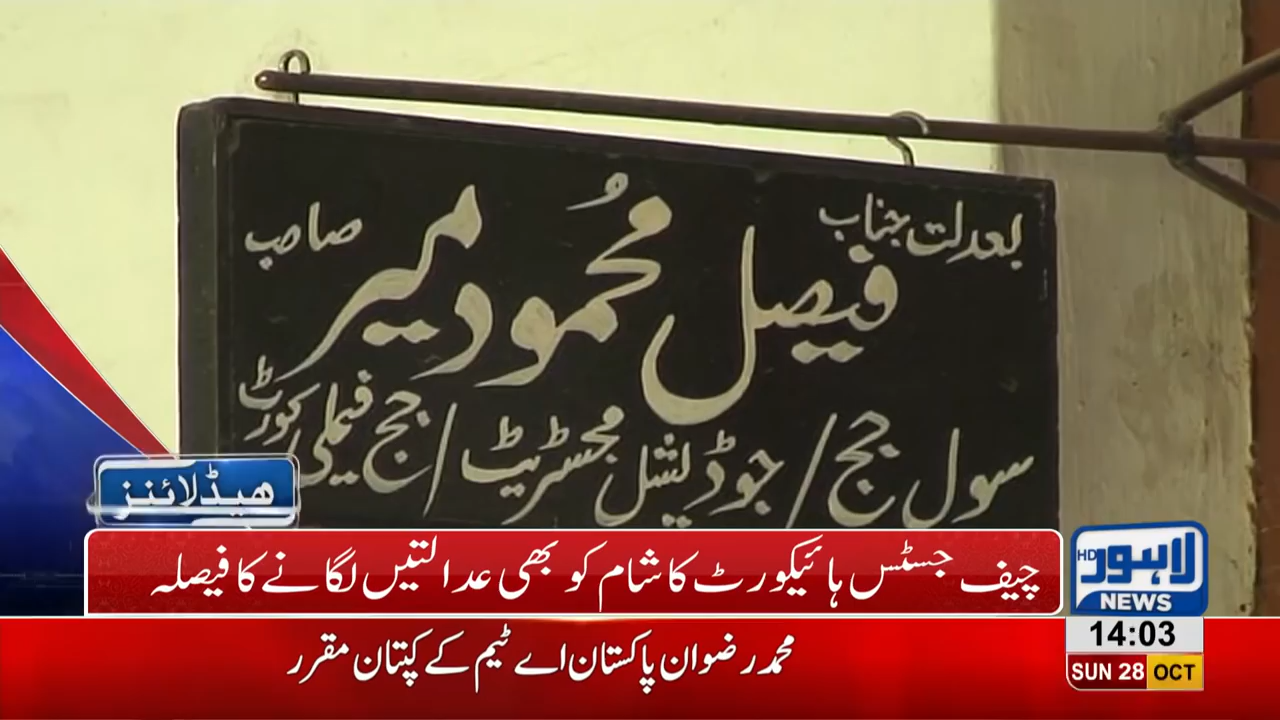 بعدلت جناب
فیصل محمود میر صاحب
سول جج / جوڈیشل مجسٹریٹ / جج فیملی کورٹ
ھیڈلائنز
چیف جسٹس ہائیکورٹ کا شام کو بھی عدالتیں لگانے کا فیصلہ
HD لاہور
NEWS
محمد رضوان پاکستان اے ٹیم کے کپتان مقرر
14:03
SUN 28 OCT